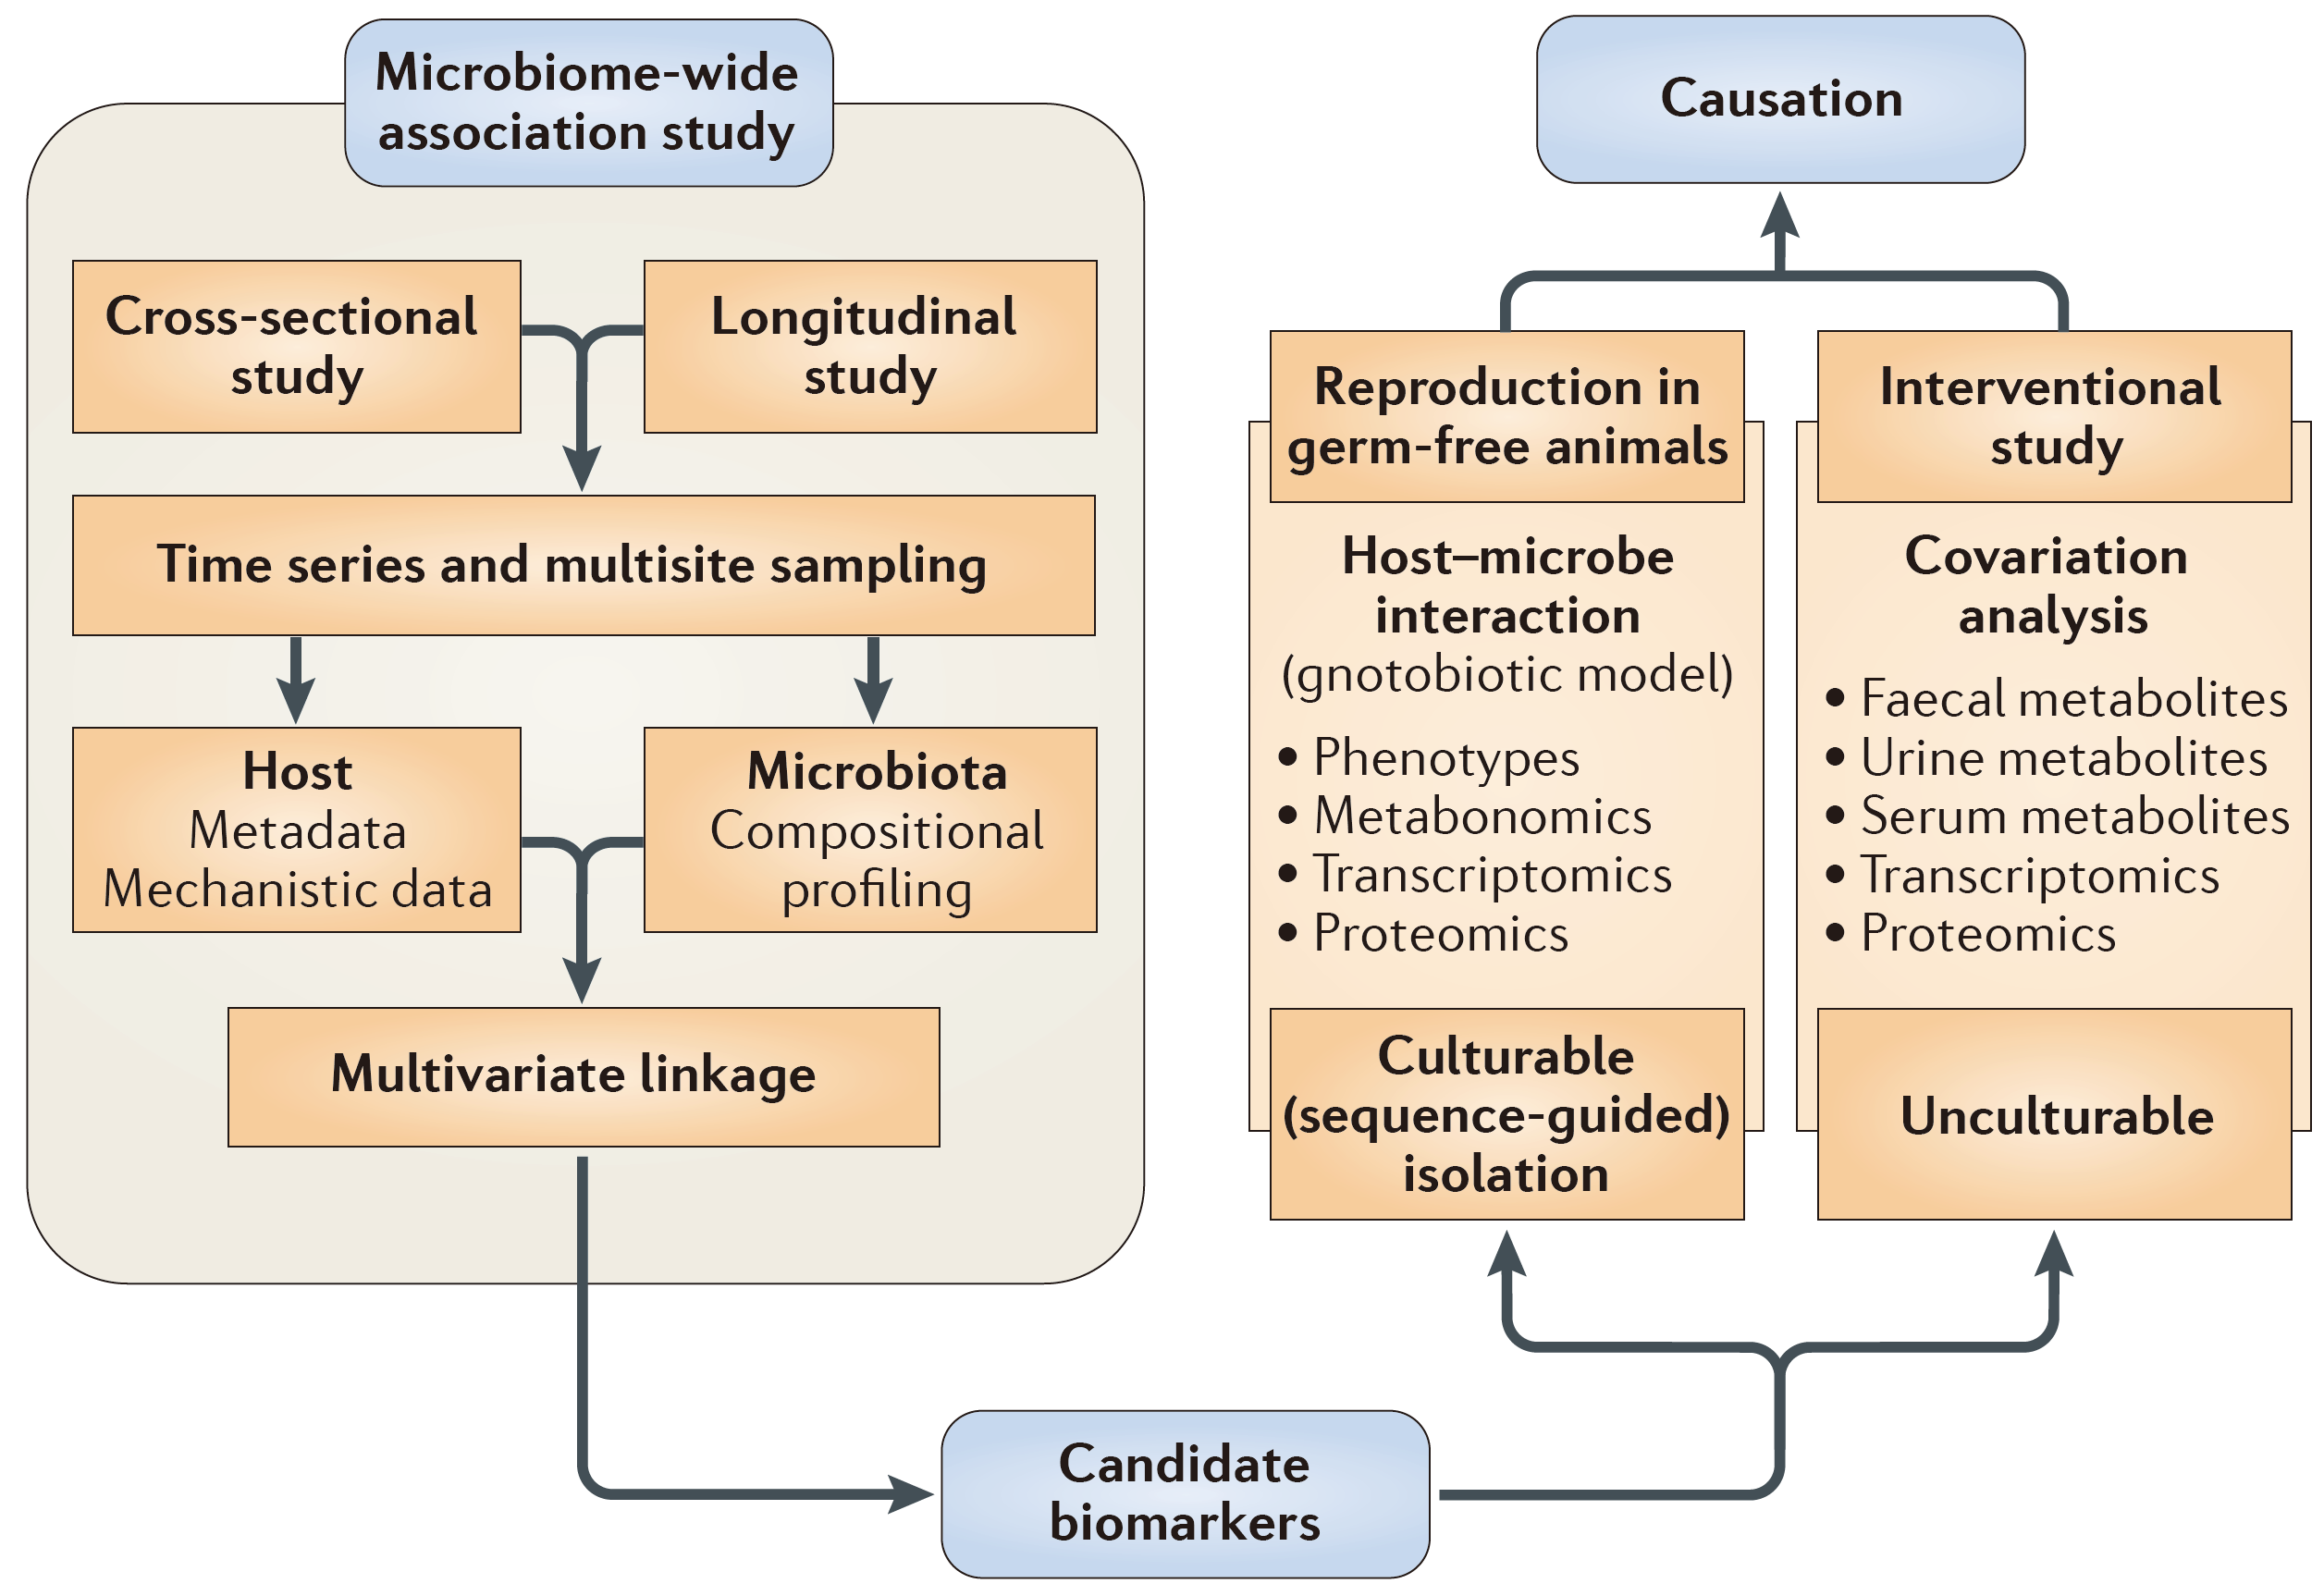 Microbiome-wide
association study
Cross-sectional
study
Longitudinal
study
Time series and multisite sampling
Host
Metadata
Mechanistic data
Microbiota
Compositional
profiling
Multivariate linkage
Candidate
biomarkers
Causation
Reproduction in
germ-free animals
Host–microbe
interaction
(gnotobiotic model)
• Phenotypes
• Metabonomics
• Transcriptomics
• Proteomics
Culturable
(sequence-guided)
isolation
Interventional
study
Covariation
analysis
• Faecal metabolites
• Urine metabolites
• Serum metabolites
• Transcriptomics
• Proteomics
Unculturable